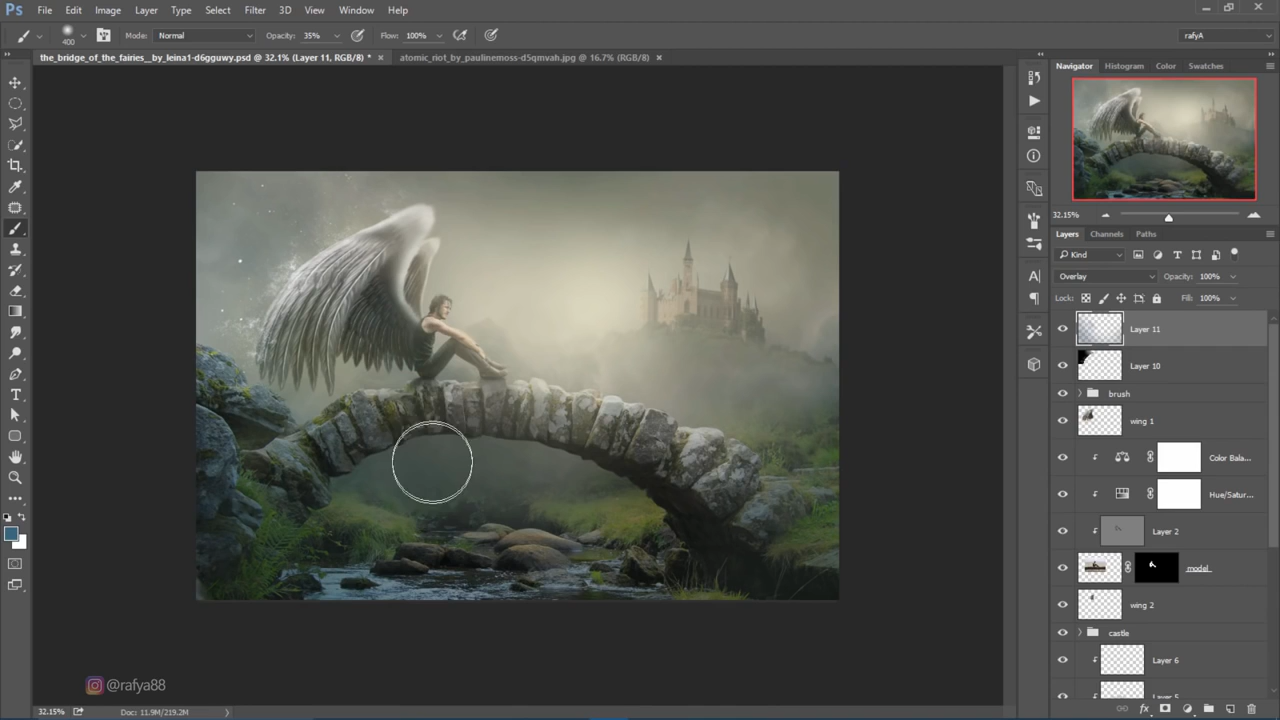 Ps File Edit Image Layer Type Select Filter 3D View Window Help
400 Mode: Normal Opacity: 35% Flow: 100% rafyA
the_bridge_of_the_fairies__by_leina1-d6gguwy.psd @ 32.1% (Layer 11, RGB/8) * × atomic_riot_by_paulinemoss-d5qmvah.jpg @ 16.7% (RGB/8) ×
Navigator Histogram Color Swatches
32.15%
Layers Channels Paths
Kind
Overlay Opacity: 100%
Lock: Fill: 100%
Layer 11
Layer 10
brush
wing 1
Color Bala...
Hue/Satur...
Layer 2
model
wing 2
castle
Layer 6
Layer 5
fx
@rafya88
32.15% Doc: 11.9M/219.2M